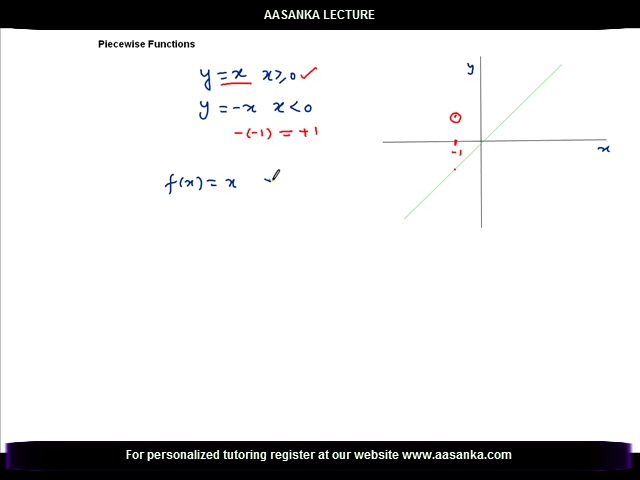 AASANKA LECTURE
Piecewise Functions
y = x x ≥ 0 ✓
y = -x x < 0
-(-1) = +1
f(x) = x
y
x
-1
For personalized tutoring register at our website www.aasanka.com